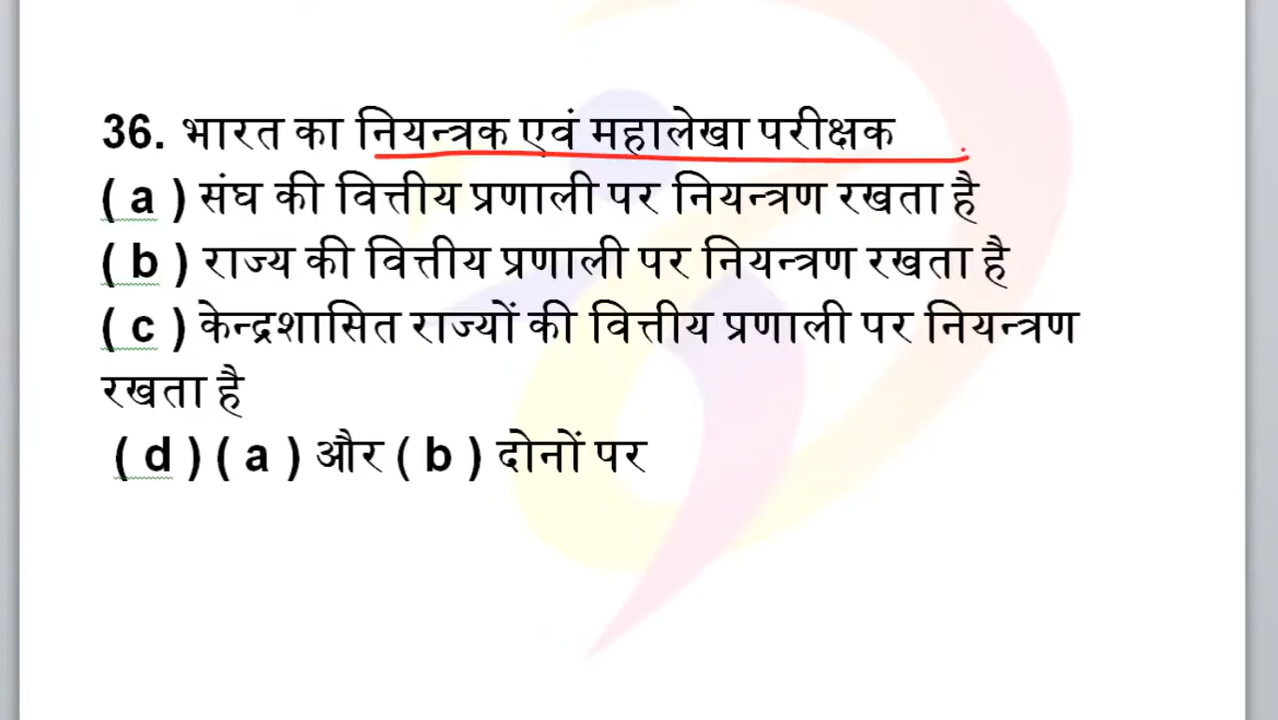 36. भारत का नियन्त्रक एवं महालेखा परीक्षक
( a ) संघ की वित्तीय प्रणाली पर नियन्त्रण रखता है
( b ) राज्य की वित्तीय प्रणाली पर नियन्त्रण रखता है
( c ) केन्द्रशासित राज्यों की वित्तीय प्रणाली पर नियन्त्रण
रखता है
( d ) ( a ) और ( b ) दोनों पर